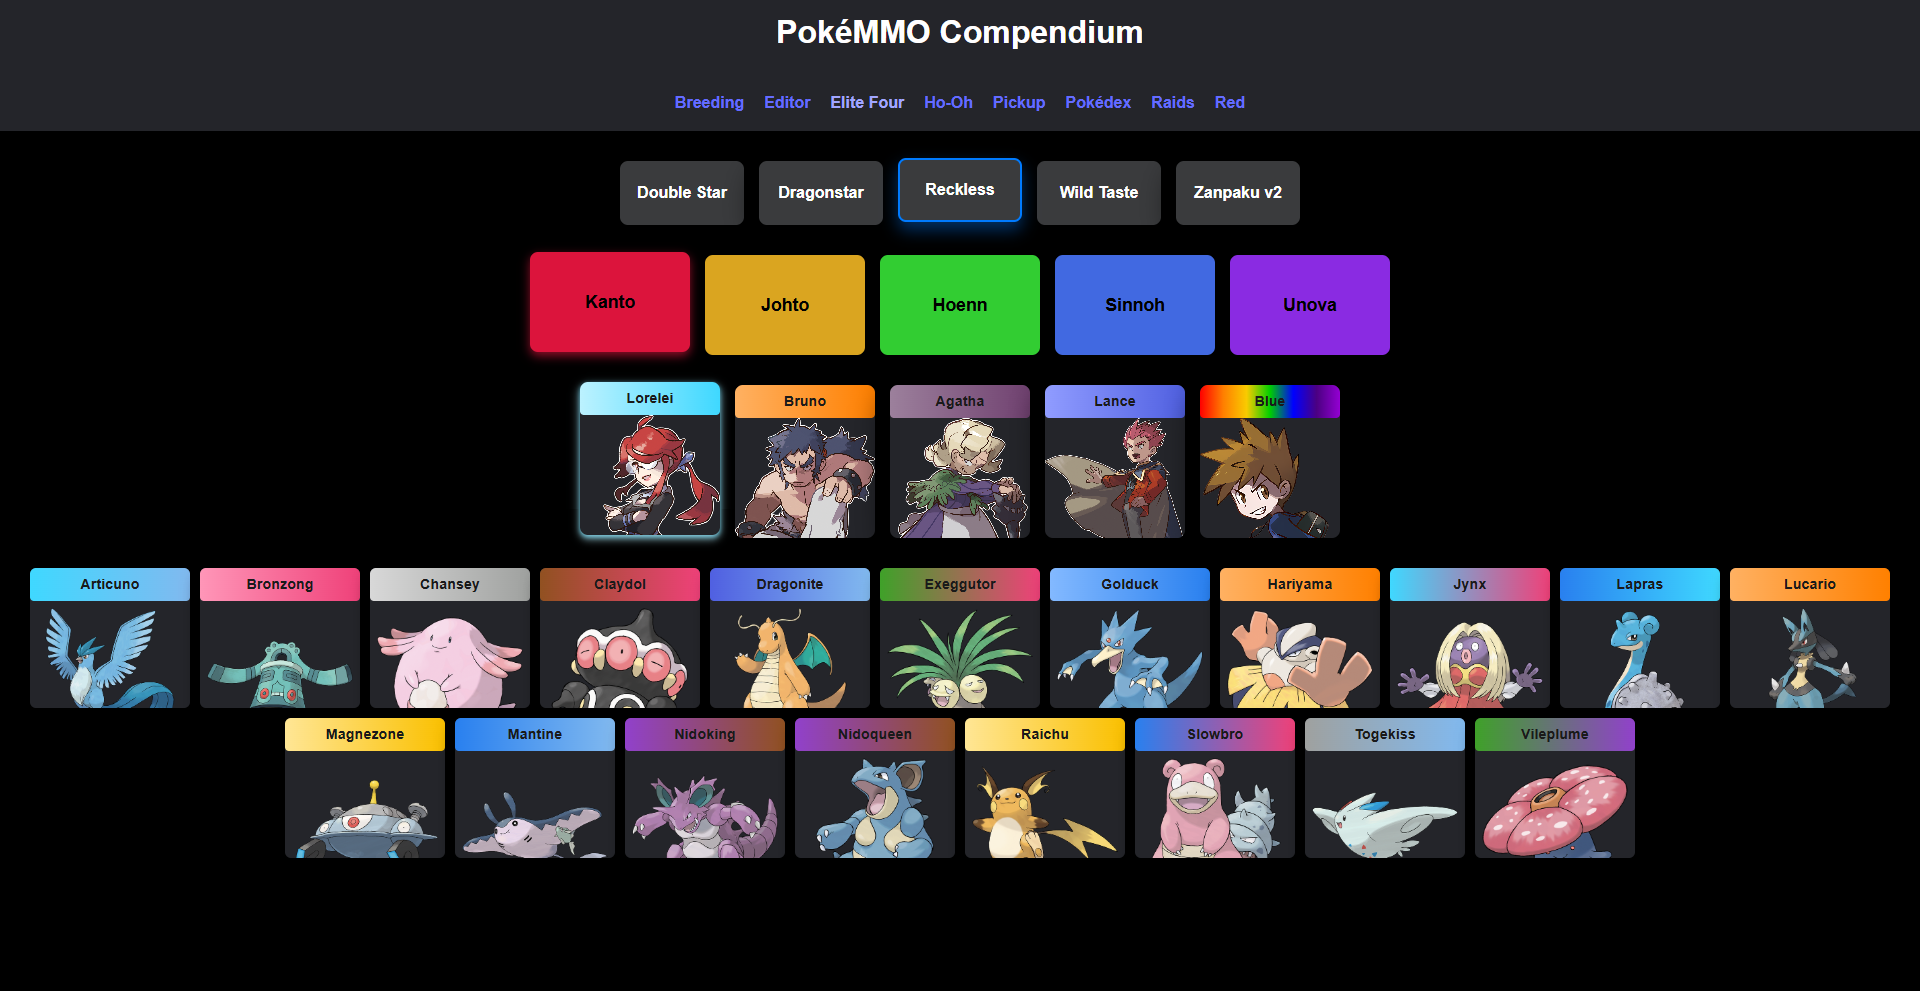 PokéMMO Compendium
Breeding Editor Elite Four Ho-Oh Pickup Pokédex Raids Red
Double Star Dragonstar Reckless Wild Taste Zanpaku v2
Kanto Johto Hoenn Sinnoh Unova
Lorelei Bruno Agatha Lance Blue
Articuno Bronzong Chansey Claydol Dragonite Exeggutor Golduck Hariyama Jynx Lapras Lucario
Magnezone Mantine Nidoking Nidoqueen Raichu Slowbro Togekiss Vileplume